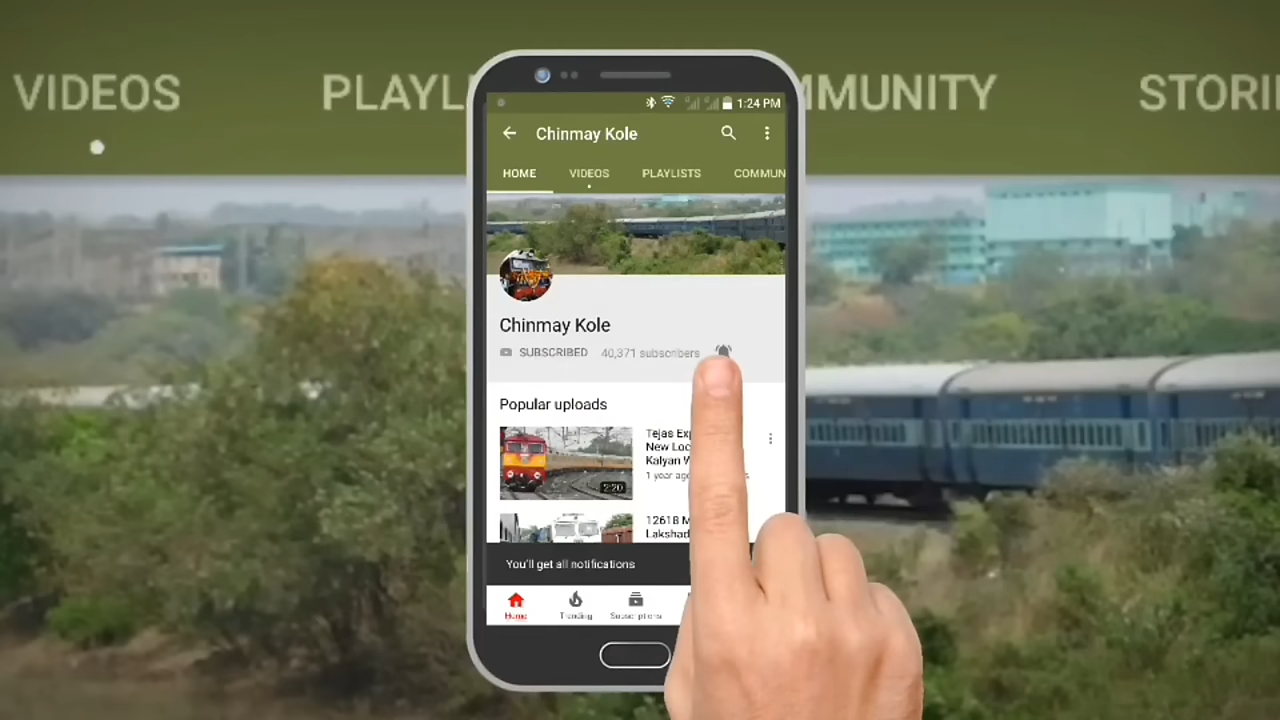 VIDEOS PLAYL MMUNITY STORI
1:24 PM
Chinmay Kole
HOME VIDEOS PLAYLISTS COMMUN
Chinmay Kole
SUBSCRIBED 40,371 subscribers
Popular uploads
Tejas Exp
New Loc
Kalyan W
1 year ago
2:20
12618 M
Lakshad
You'll get all notifications
Home Trending Subscriptions